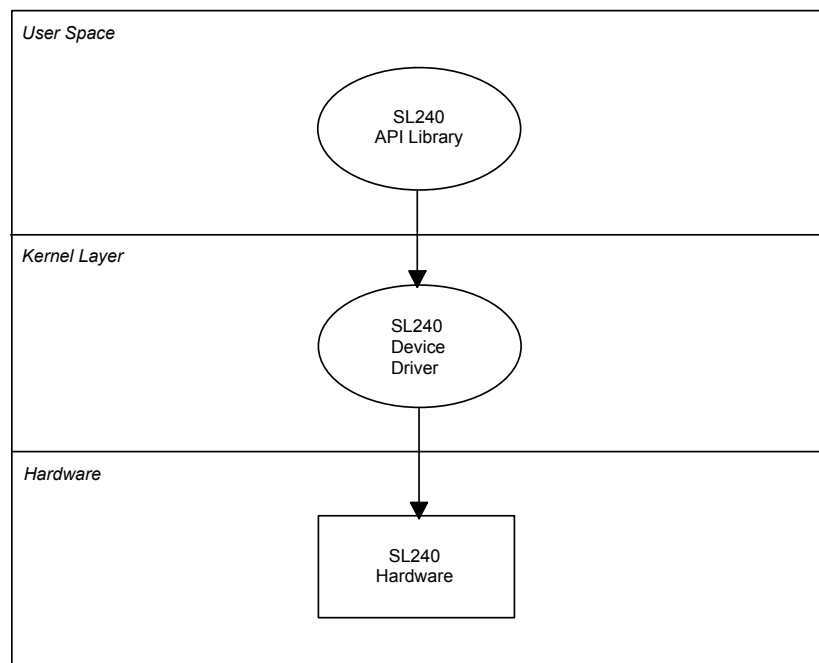 User Space
SL240
API Library
Kernel Layer
SL240
Device
Driver
Hardware
SL240
Hardware